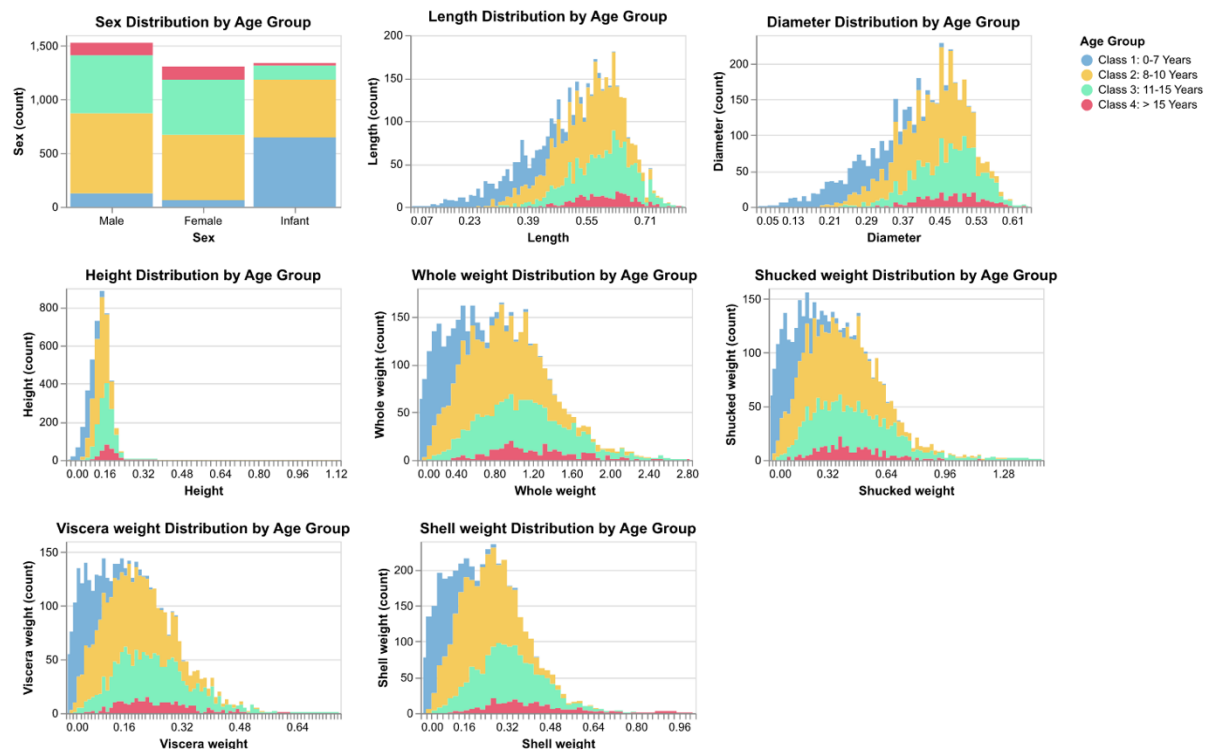 Sex Distribution by Age Group
1,500
1,000
500
0
Sex (count)
Male Female Infant
Sex
Length Distribution by Age Group
200
150
100
50
0
Length (count)
0.07 0.23 0.39 0.55 0.71
Length
Diameter Distribution by Age Group
200
150
100
50
0
Diameter (count)
0.05 0.13 0.21 0.29 0.37 0.45 0.53 0.61
Diameter
Age Group
Class 1: 0-7 Years
Class 2: 8-10 Years
Class 3: 11-15 Years
Class 4: > 15 Years
Height Distribution by Age Group
800
600
400
200
0
Height (count)
0.00 0.16 0.32 0.48 0.64 0.80 0.96 1.12
Height
Whole weight Distribution by Age Group
150
100
50
0
Whole weight (count)
0.00 0.40 0.80 1.20 1.60 2.00 2.40 2.80
Whole weight
Shucked weight Distribution by Age Group
150
100
50
0
Shucked weight (count)
0.00 0.32 0.64 0.96 1.28
Shucked weight
Viscera weight Distribution by Age Group
150
100
50
0
Viscera weight (count)
0.00 0.16 0.32 0.48 0.64
Viscera weight
Shell weight Distribution by Age Group
200
150
100
50
0
Shell weight (count)
0.00 0.16 0.32 0.48 0.64 0.80 0.96
Shell weight